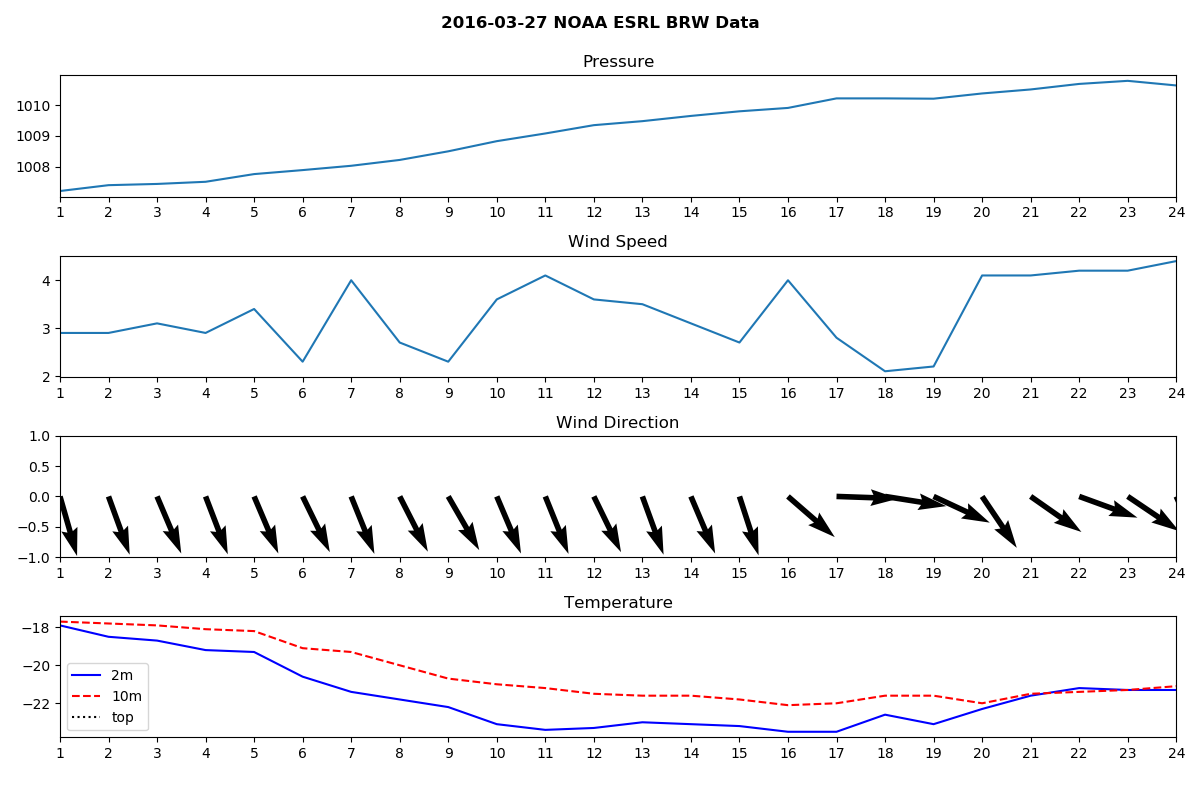 2016-03-27 NOAA ESRL BRW Data
Pressure
1010
1009
1008
1 2 3 4 5 6 7 8 9 10 11 12 13 14 15 16 17 18 19 20 21 22 23 24
Wind Speed
4
3
2
1 2 3 4 5 6 7 8 9 10 11 12 13 14 15 16 17 18 19 20 21 22 23 24
Wind Direction
1.0
0.5
0.0
−0.5
−1.0
1 2 3 4 5 6 7 8 9 10 11 12 13 14 15 16 17 18 19 20 21 22 23 24
Temperature
−18
−20
−22
2m
10m
top
1 2 3 4 5 6 7 8 9 10 11 12 13 14 15 16 17 18 19 20 21 22 23 24